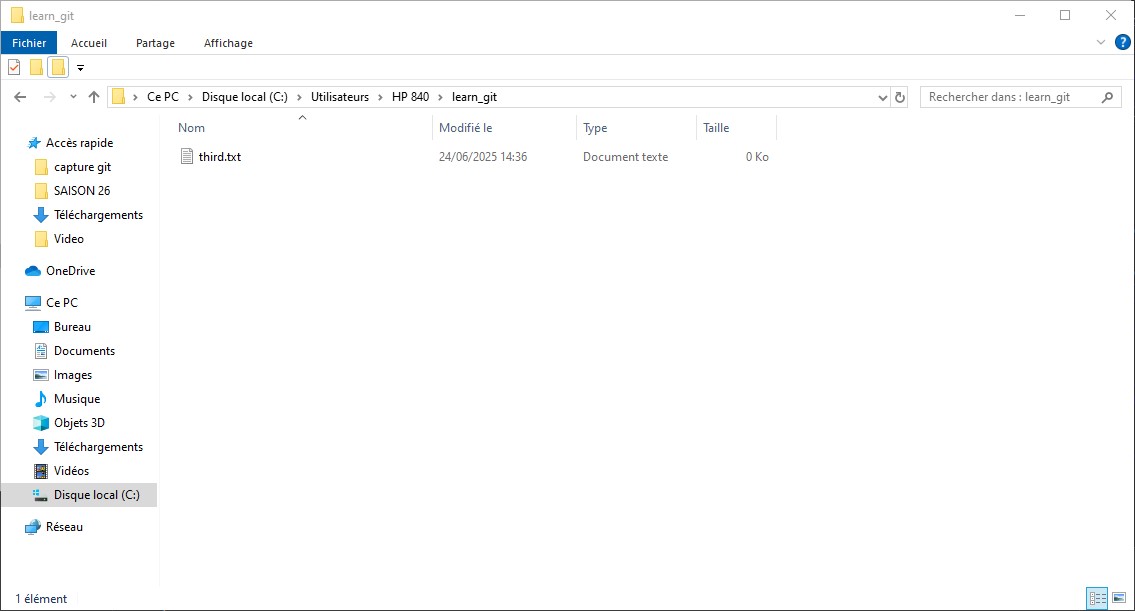 learn_git
Fichier Accueil Partage Affichage
Ce PC Disque local (C:) Utilisateurs HP 840 learn_git Rechercher dans : learn_git
Nom Modifié le Type Taille
third.txt 24/06/2025 14:36 Document texte 0 Ko
Accès rapide
capture git
SAISON 26
Téléchargements
Video
OneDrive
Ce PC
Bureau
Documents
Images
Musique
Objets 3D
Téléchargements
Vidéos
Disque local (C:)
Réseau
1 élément